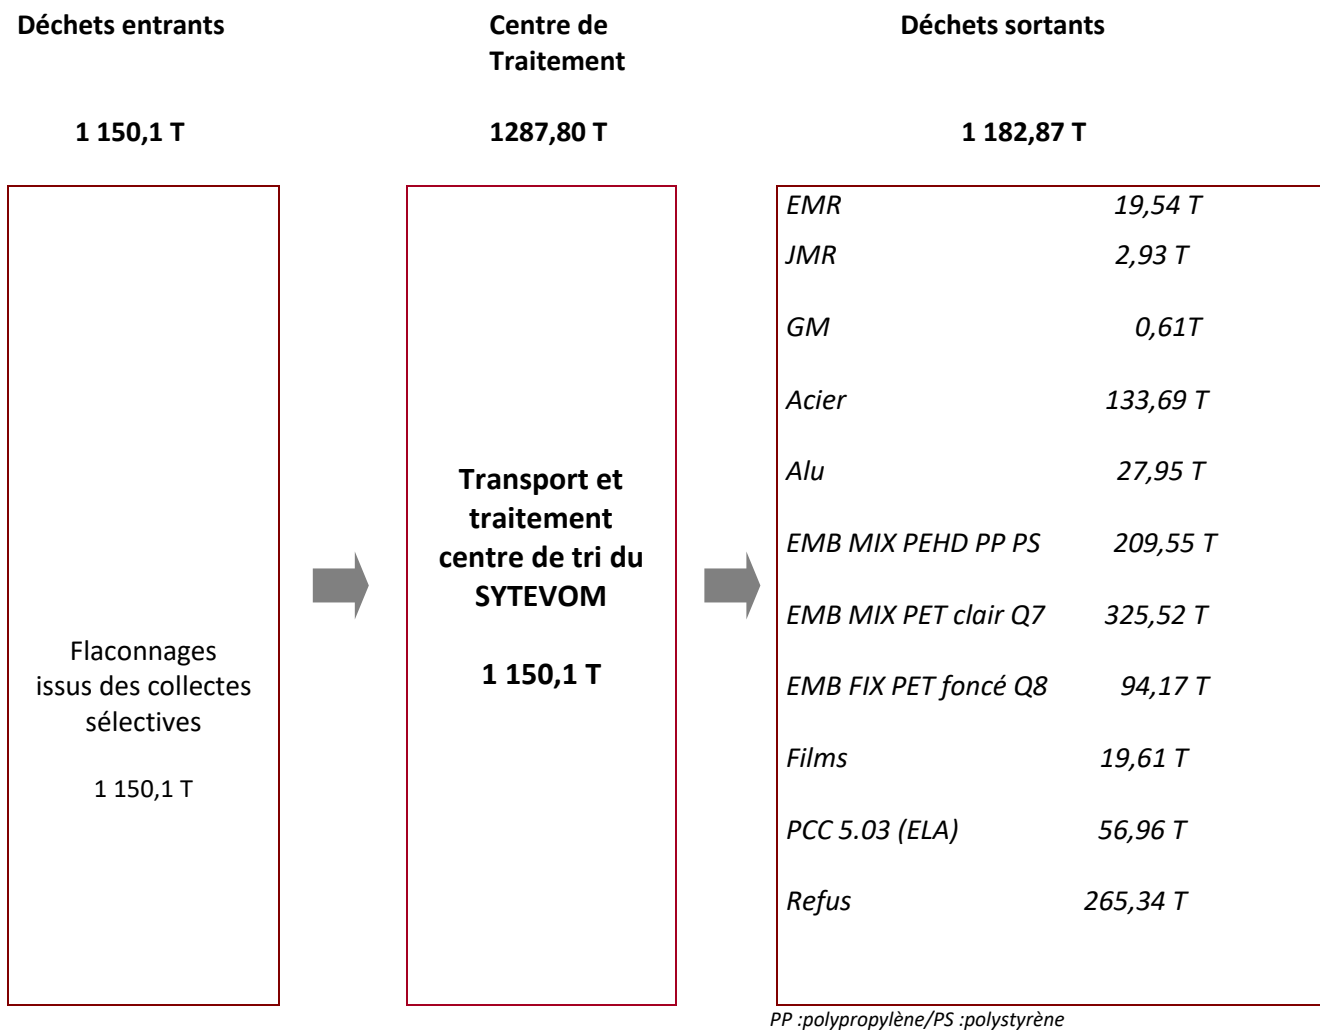 Déchets entrants
Centre de
Traitement
Déchets sortants
1 150,1 T
1287,80 T
1 182,87 T
Flaconnages
issus des collectes
sélectives
1 150,1 T
Transport et
traitement
centre de tri du
SYTEVOM
1 150,1 T
EMR 19,54 T
JMR 2,93 T
GM 0,61T
Acier 133,69 T
Alu 27,95 T
EMB MIX PEHD PP PS 209,55 T
EMB MIX PET clair Q7 325,52 T
EMB FIX PET foncé Q8 94,17 T
Films 19,61 T
PCC 5.03 (ELA) 56,96 T
Refus 265,34 T
PP :polypropylène/PS :polystyrène